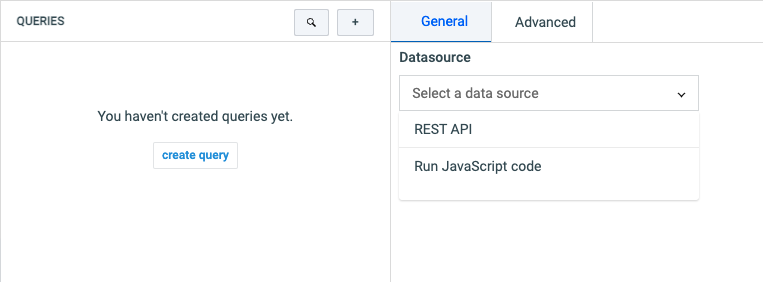 QUERIES
+
General
Advanced
Datasource
Select a data source
REST API
Run JavaScript code
You haven't created queries yet.
create query